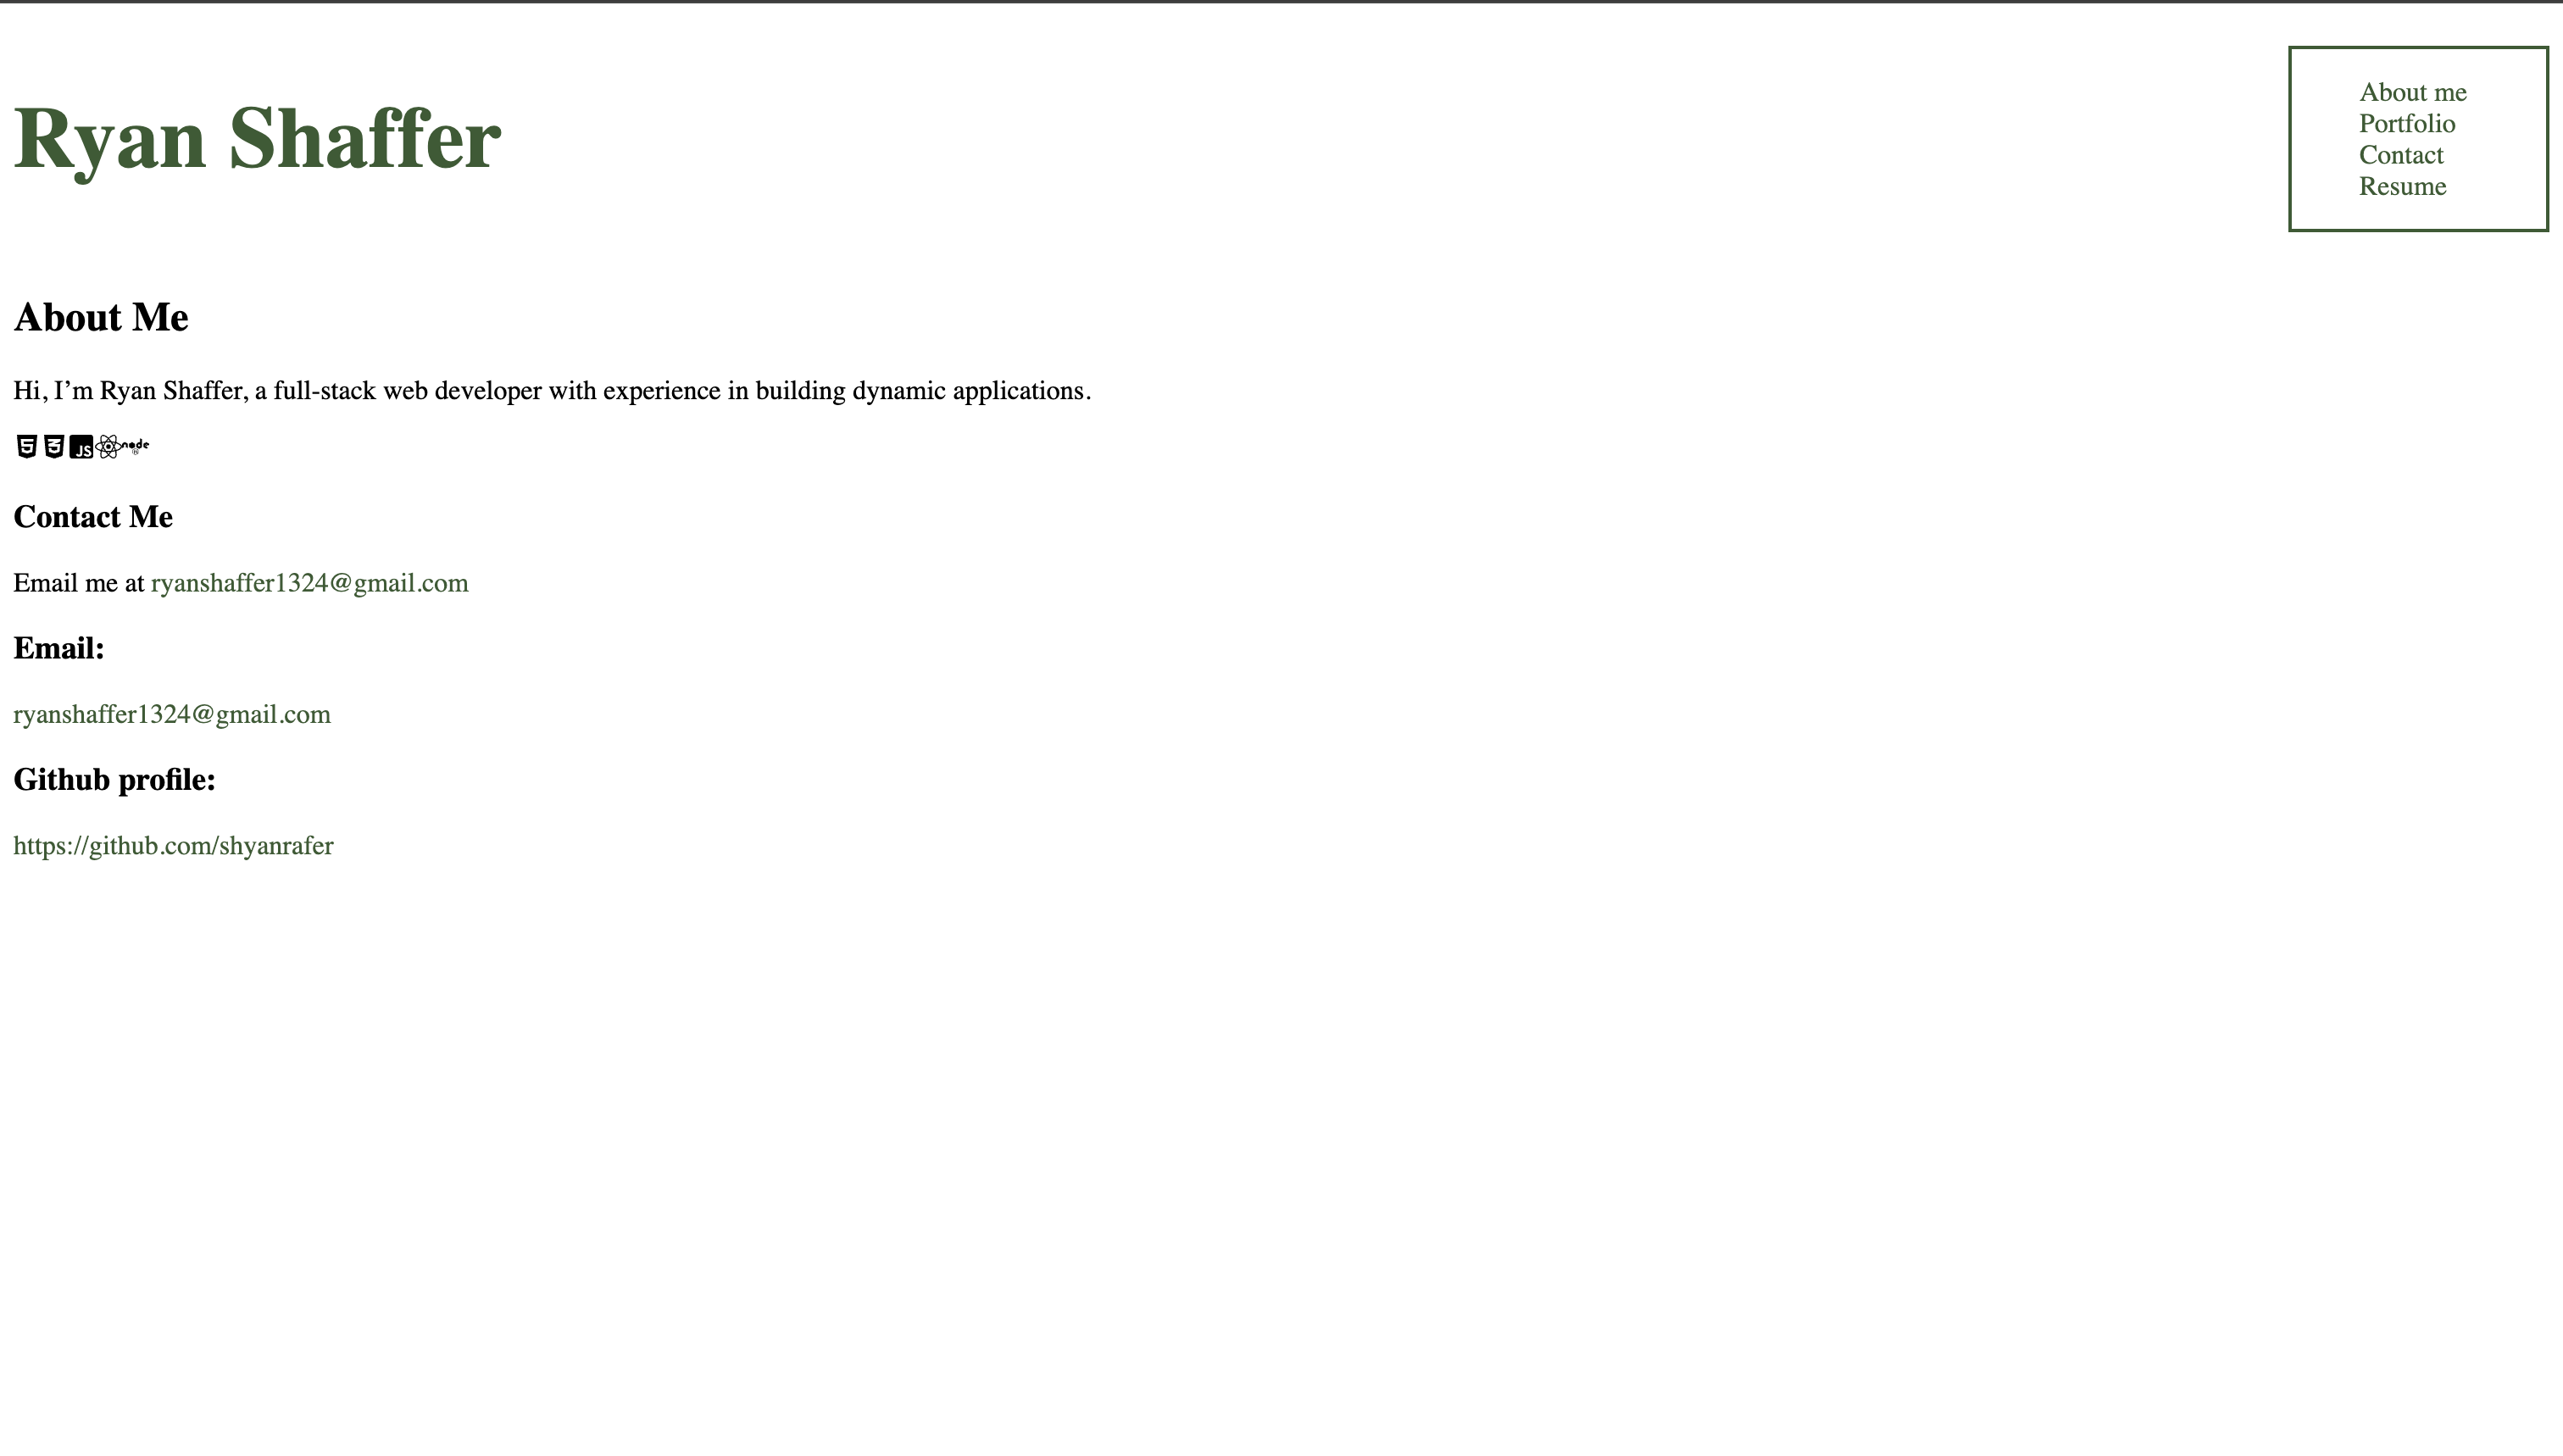 Ryan Shaffer
About me
Portfolio
Contact
Resume
About Me
Hi, I’m Ryan Shaffer, a full-stack web developer with experience in building dynamic applications.
5 3 JS node
Contact Me
Email me at ryanshaffer1324@gmail.com
Email:
ryanshaffer1324@gmail.com
Github profile:
https://github.com/shyanrafer